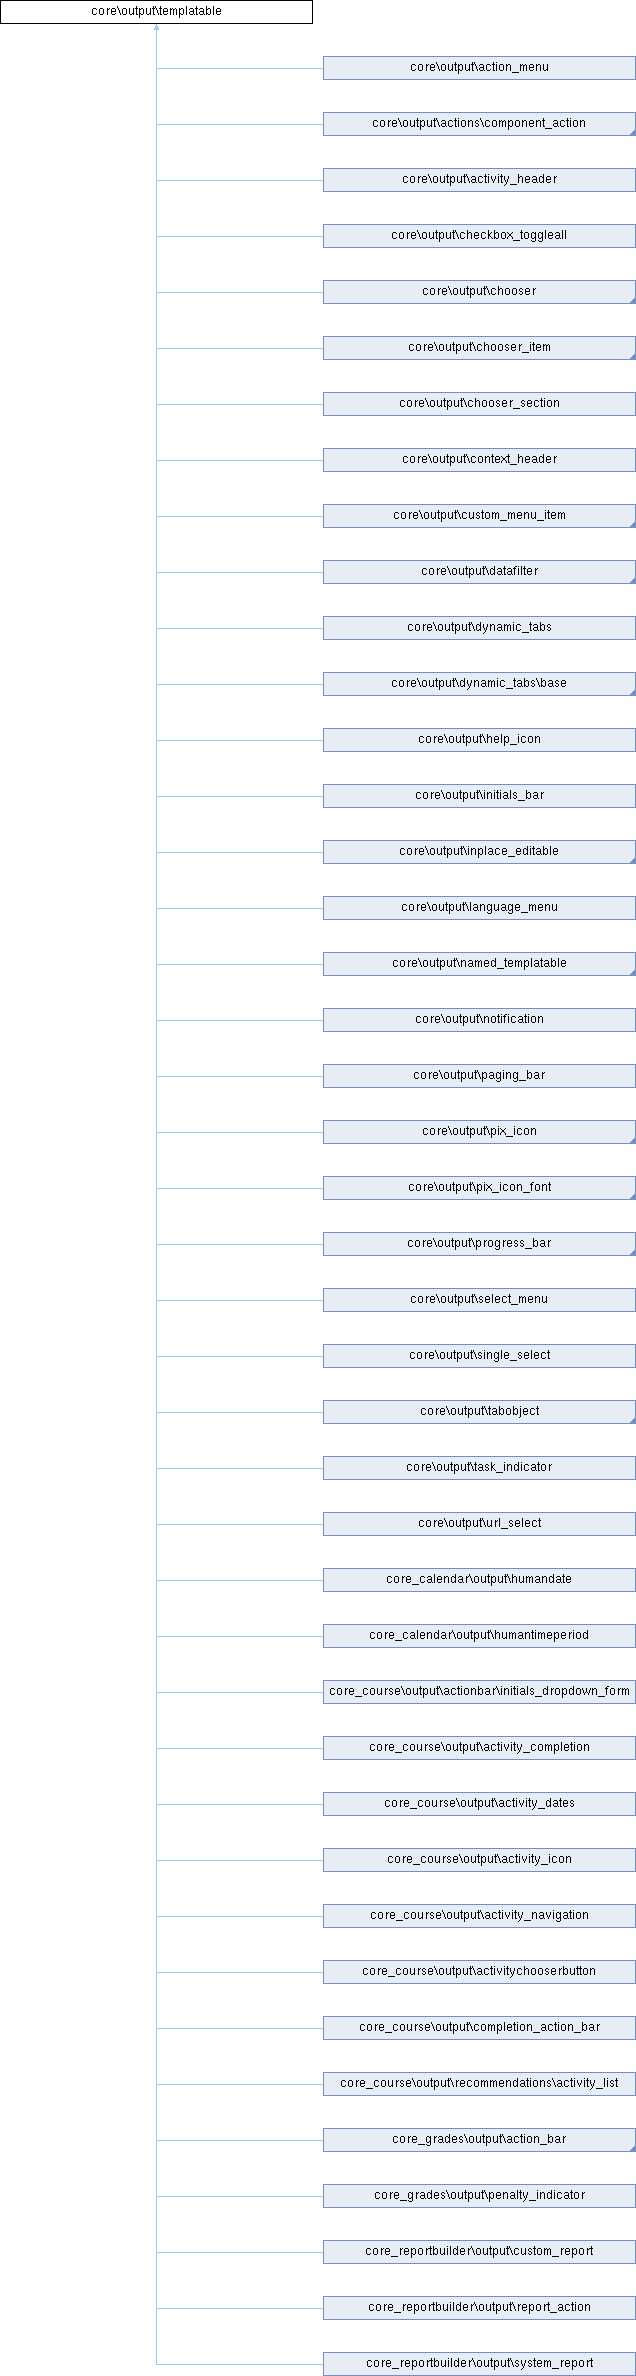 core\output\templatable
core\output\action_menu
core\output\actions\component_action
core\output\activity_header
core\output\checkbox_toggleall
core\output\chooser
core\output\chooser_item
core\output\chooser_section
core\output\context_header
core\output\custom_menu_item
core\output\datafilter
core\output\dynamic_tabs
core\output\dynamic_tabs\base
core\output\help_icon
core\output\initials_bar
core\output\inplace_editable
core\output\language_menu
core\output\named_templatable
core\output\notification
core\output\paging_bar
core\output\pix_icon
core\output\pix_icon_font
core\output\progress_bar
core\output\select_menu
core\output\single_select
core\output\tabobject
core\output\task_indicator
core\output\url_select
core_calendar\output\humandate
core_calendar\output\humantimeperiod
core_course\output\actionbar\initials_dropdown_form
core_course\output\activity_completion
core_course\output\activity_dates
core_course\output\activity_icon
core_course\output\activity_navigation
core_course\output\activitychooserbutton
core_course\output\completion_action_bar
core_course\output\recommendations\activity_list
core_grades\output\action_bar
core_grades\output\penalty_indicator
core_reportbuilder\output\custom_report
core_reportbuilder\output\report_action
core_reportbuilder\output\system_report